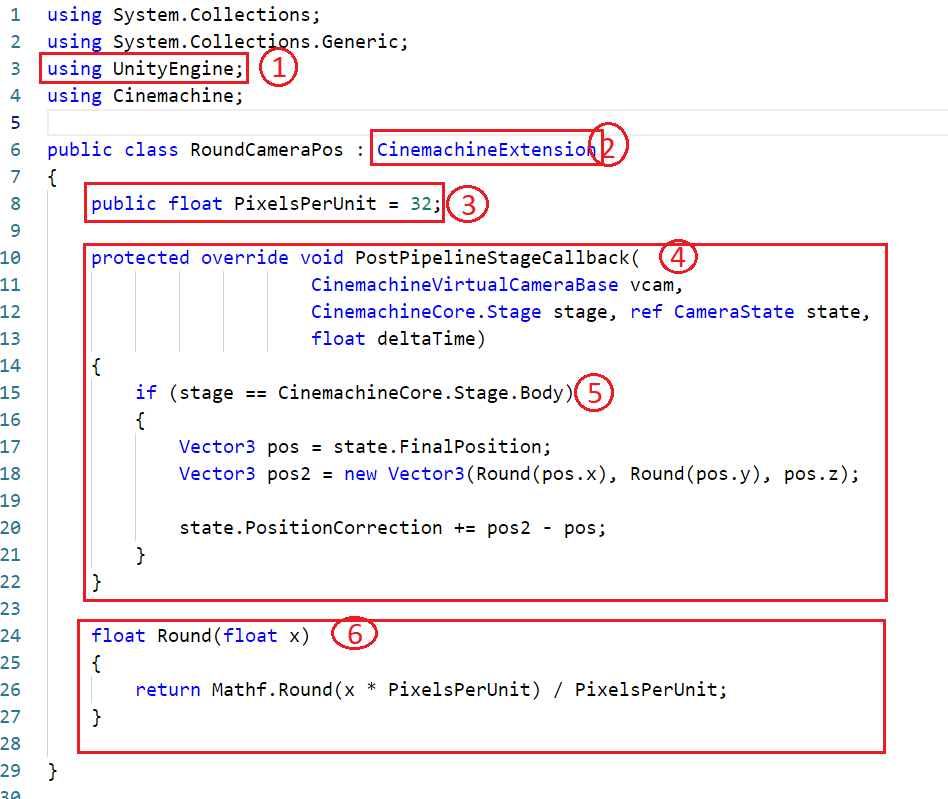 1 using System.Collections;
2 using System.Collections.Generic;
3 using UnityEngine; 1
4 using Cinemachine;
5
6 public class RoundCameraPos : CinemachineExtension 2
7 {
8 public float PixelsPerUnit = 32; 3
9
10 protected override void PostPipelineStageCallback( 4
11 CinemachineVirtualCameraBase vcam,
12 CinemachineCore.Stage stage, ref CameraState state,
13 float deltaTime)
14 {
15 if (stage == CinemachineCore.Stage.Body) 5
16 {
17 Vector3 pos = state.FinalPosition;
18 Vector3 pos2 = new Vector3(Round(pos.x), Round(pos.y), pos.z);
19
20 state.PositionCorrection += pos2 - pos;
21 }
22 }
23
24 float Round(float x) 6
25 {
26 return Mathf.Round(x * PixelsPerUnit) / PixelsPerUnit;
27 }
28
29 }
30